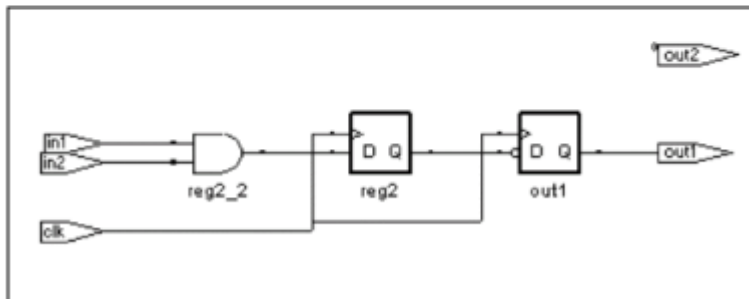 out2
in1
in2
D Q
D Q
out1
reg2_2
reg2
out1
clk